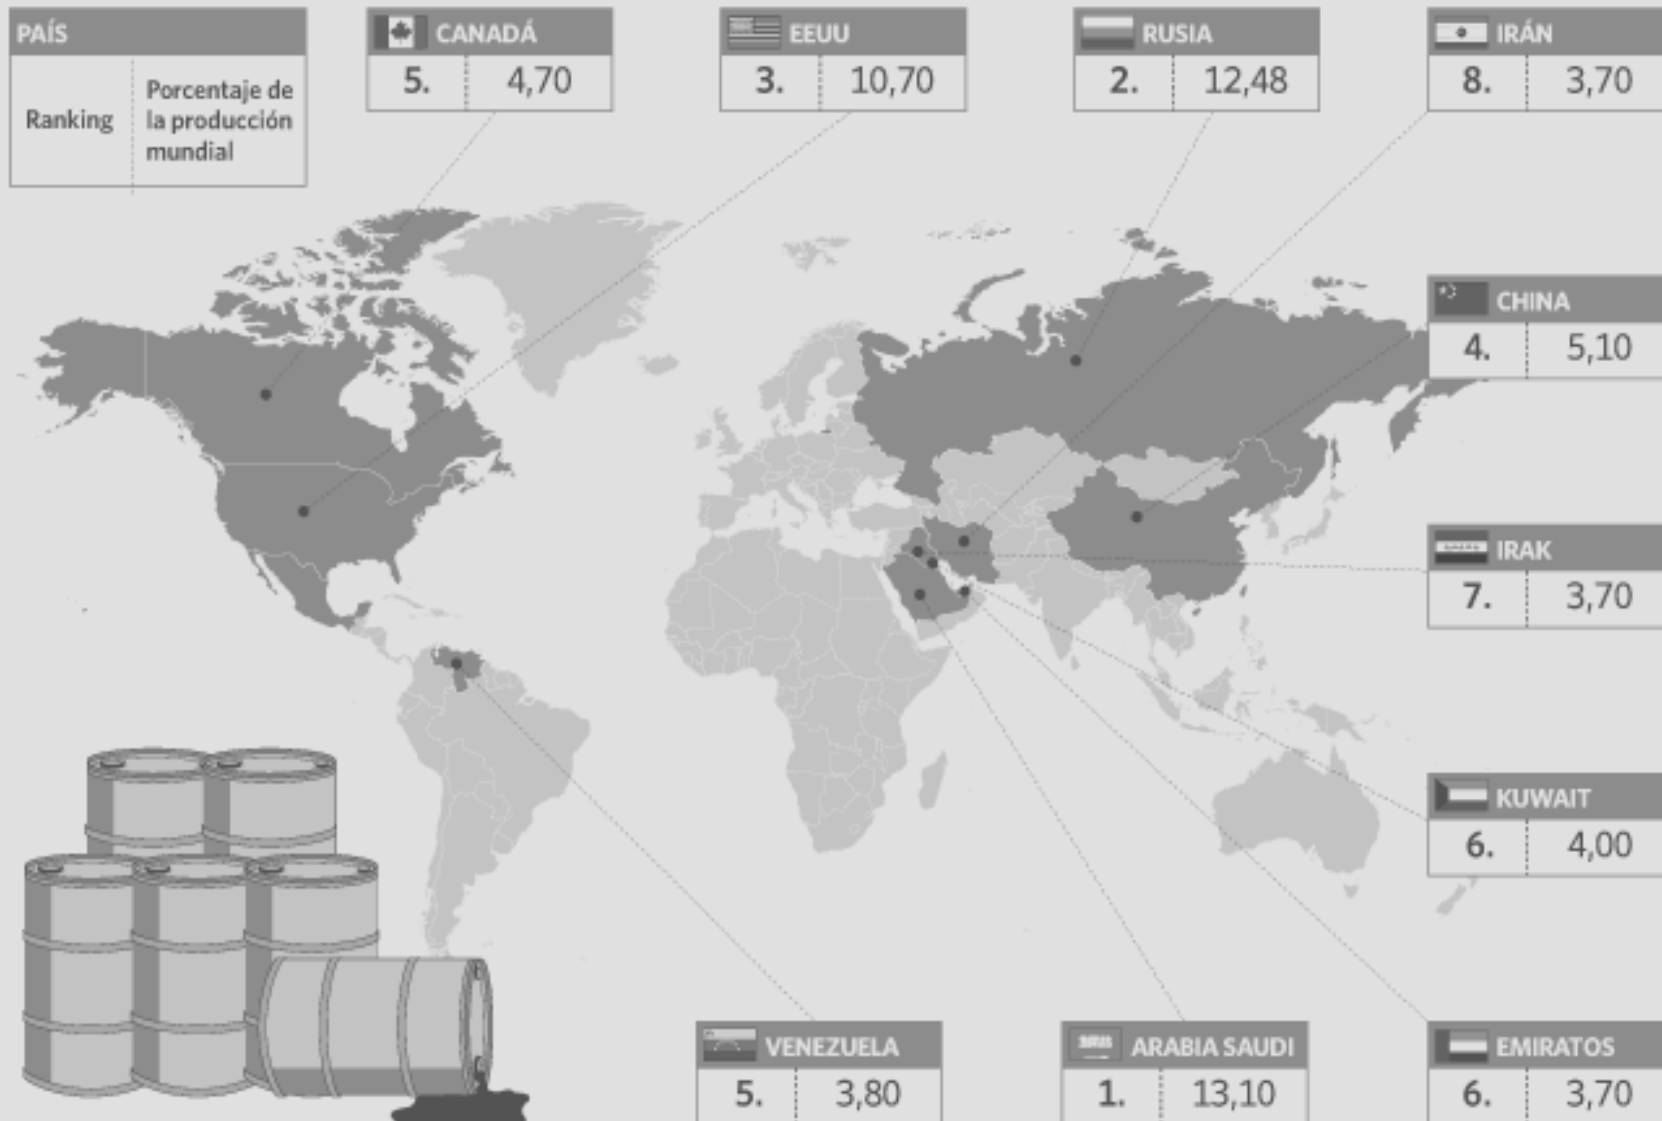 PAÍS
Ranking
Porcentaje de
la producción
mundial
CANADÁ
5. 4,70
EEUU
3. 10,70
RUSIA
2. 12,48
IRÁN
8. 3,70
CHINA
4. 5,10
IRAK
7. 3,70
KUWAIT
6. 4,00
VENEZUELA
5. 3,80
ARABIA SAUDI
1. 13,10
EMIRATOS
6. 3,70